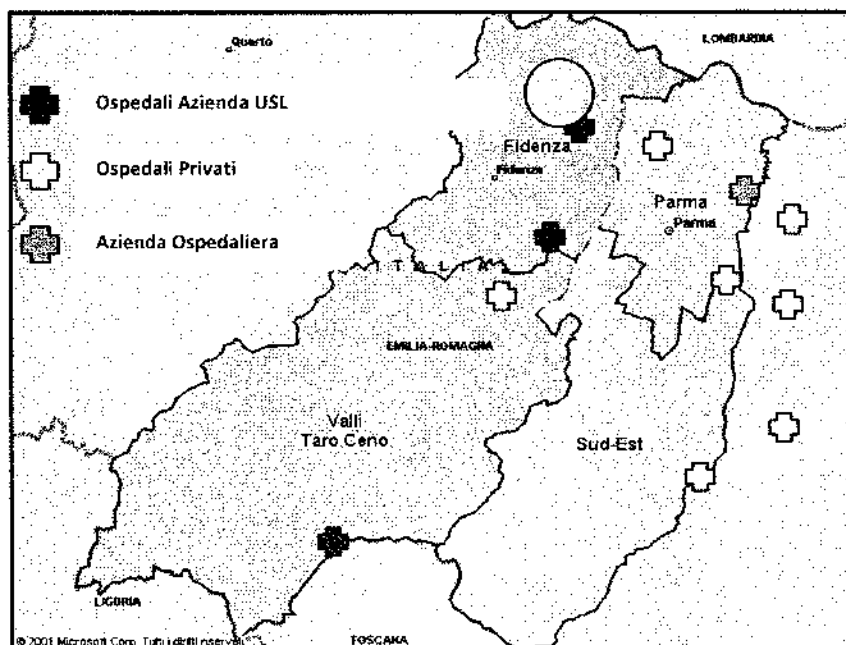 Quarto
LOMBARDIA
Ospedali Azienda USL
Fidenza
Fidenza
Ospedali Privati
Parma
Parma
Azienda Ospedaliera
ITALIA
EMILIA-ROMAGNA
Valli
Taro Ceno
Sud-Est
LIGURIA
© 2001 Microsoft Corp. Tutti i diritti riservati.
TOSCANA